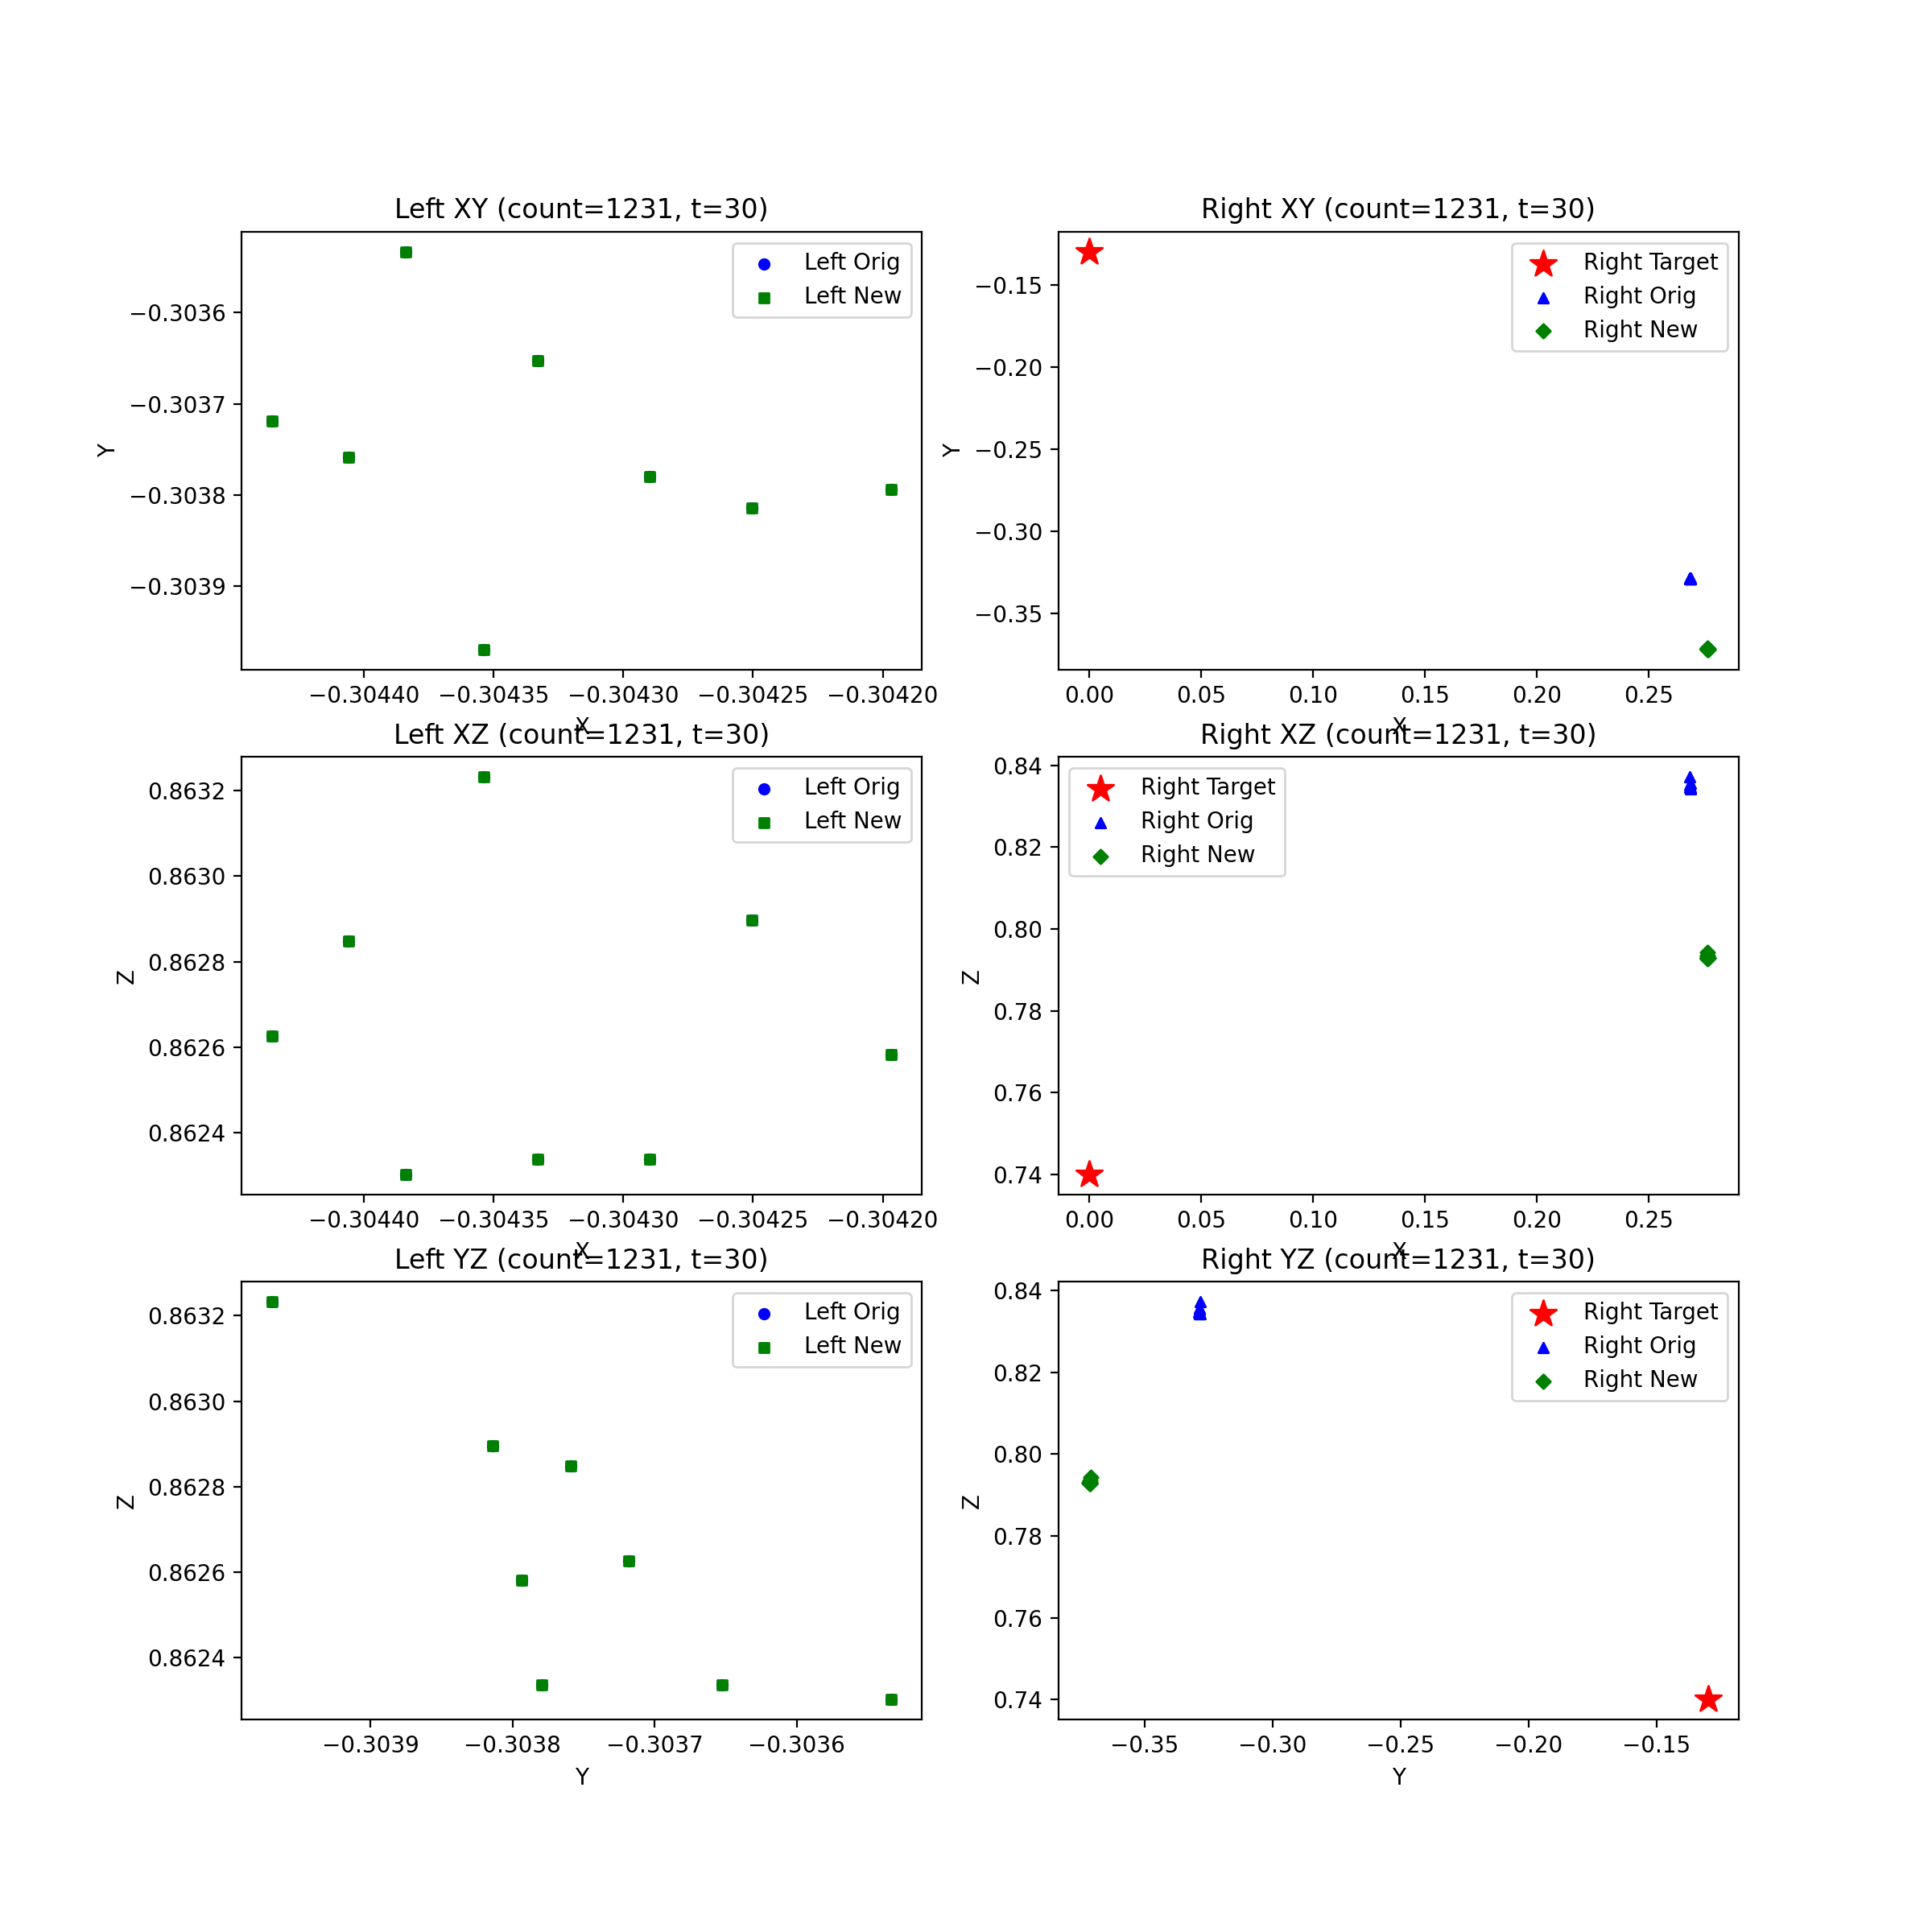 Left XY (count=1231, t=30)
Left Orig
Left New
−0.3036
−0.3037
−0.3038
−0.3039
Y
−0.30440 −0.30435 −0.30430 −0.30425 −0.30420
X
Right XY (count=1231, t=30)
Right Target
Right Orig
Right New
−0.15
−0.20
−0.25
−0.30
−0.35
Y
0.00 0.05 0.10 0.15 0.20 0.25
X
Left XZ (count=1231, t=30)
Left Orig
Left New
0.8632
0.8630
0.8628
0.8626
0.8624
Z
−0.30440 −0.30435 −0.30430 −0.30425 −0.30420
X
Right XZ (count=1231, t=30)
Right Target
Right Orig
Right New
0.84
0.82
0.80
0.78
0.76
0.74
Z
0.00 0.05 0.10 0.15 0.20 0.25
X
Left YZ (count=1231, t=30)
Left Orig
Left New
0.8632
0.8630
0.8628
0.8626
0.8624
Z
−0.3039 −0.3038 −0.3037 −0.3036
Y
Right YZ (count=1231, t=30)
Right Target
Right Orig
Right New
0.84
0.82
0.80
0.78
0.76
0.74
Z
−0.35 −0.30 −0.25 −0.20 −0.15
Y